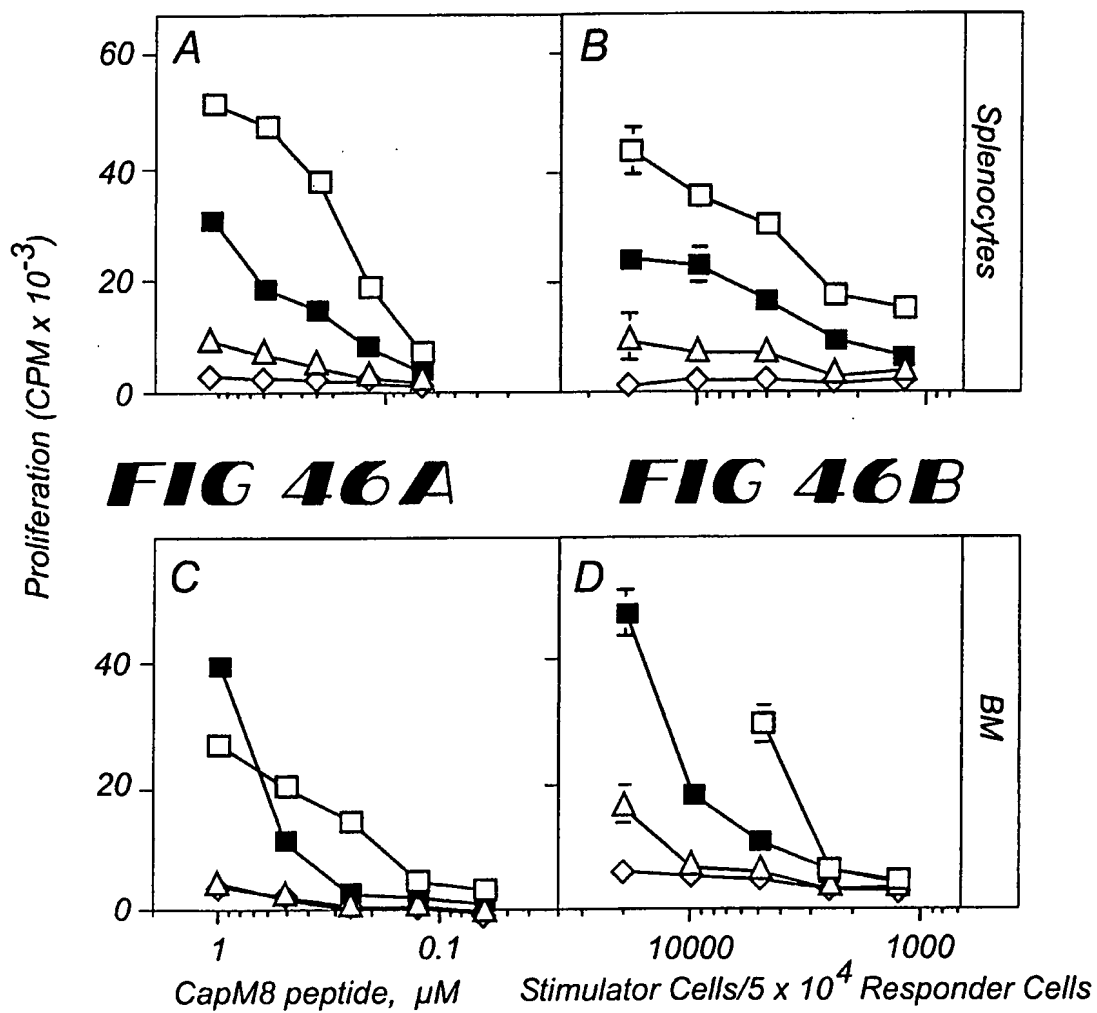 Proliferation (CPM x 10⁻³)
60
40
20
0
A
B
Splenocytes
FIG 46A
FIG 46B
40
20
0
C
D
BM
1
0.1
10000
1000
CapM8 peptide, µM
Stimulator Cells/5 x 10⁴ Responder Cells